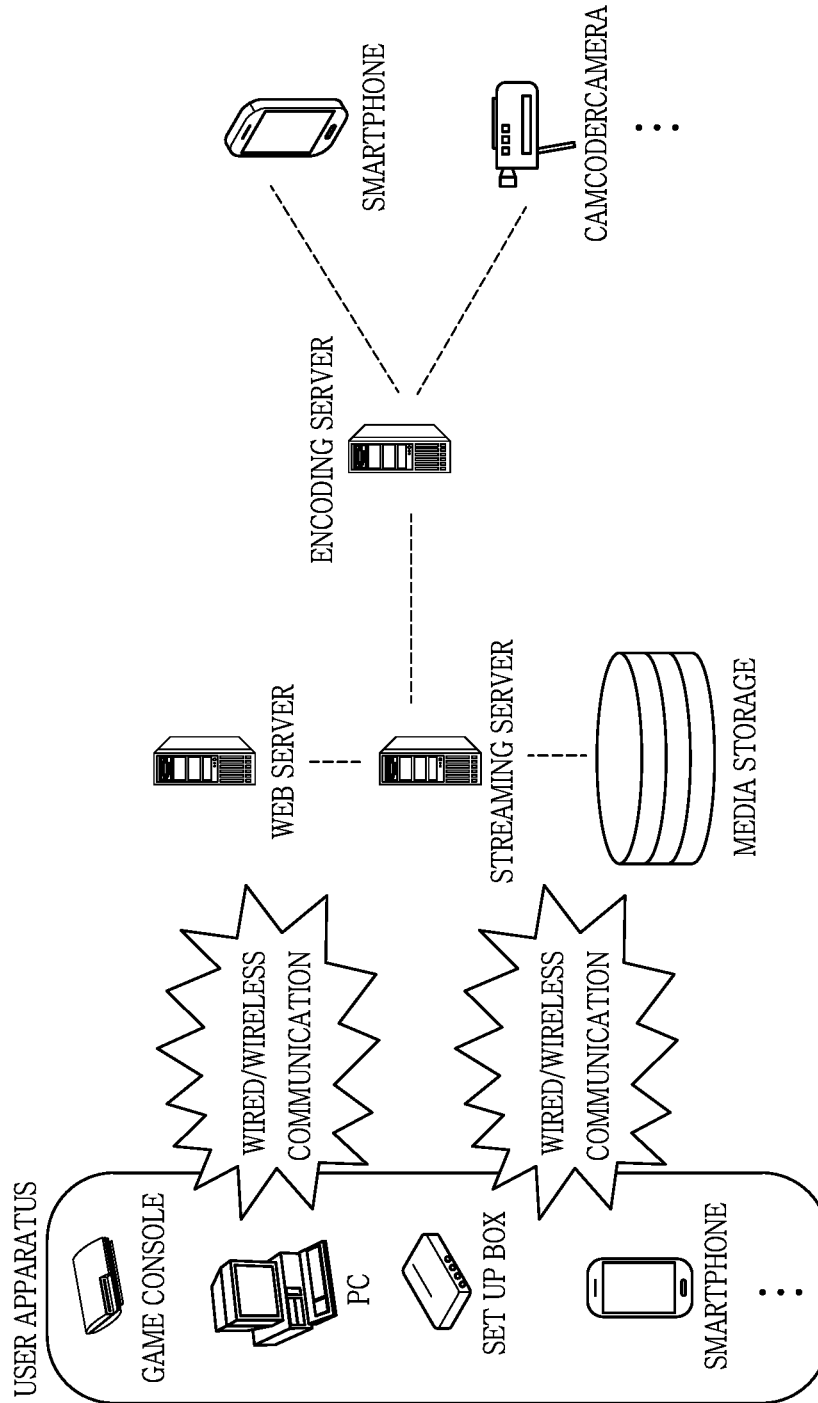 USER APPARATUS
GAME CONSOLE
PC
SET UP BOX
SMARTPHONE
...
WIRED/WIRELESS
COMMUNICATION
WIRED/WIRELESS
COMMUNICATION
WEB SERVER
STREAMING SERVER
MEDIA STORAGE
ENCODING SERVER
SMARTPHONE
CAMCODERCAMERA
...